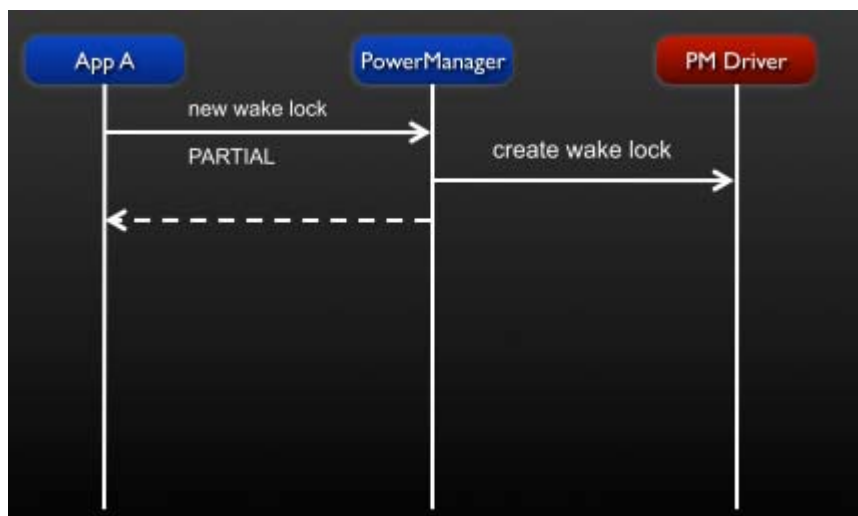 App A
PowerManager
PM Driver
new wake lock
PARTIAL
create wake lock